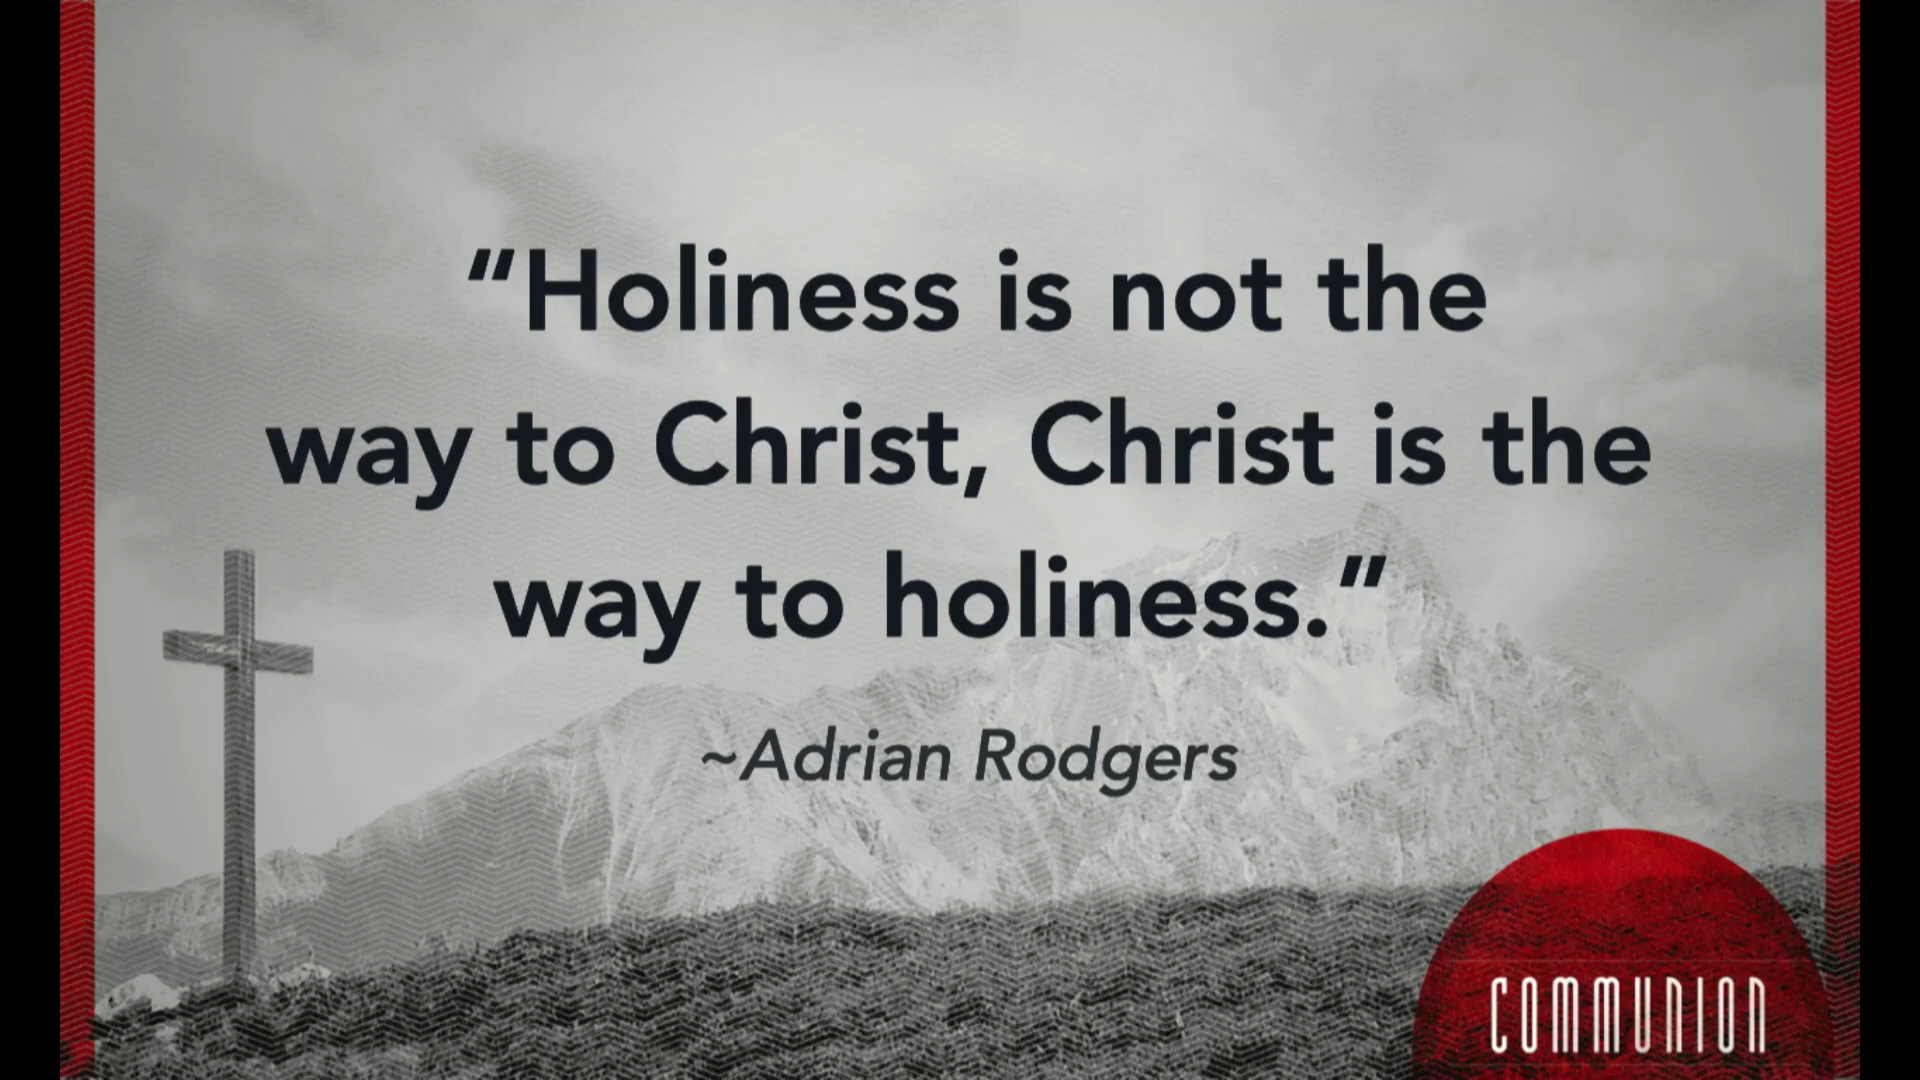 “Holiness is not the
way to Christ, Christ is the
way to holiness.”
~Adrian Rodgers
COMMUNION